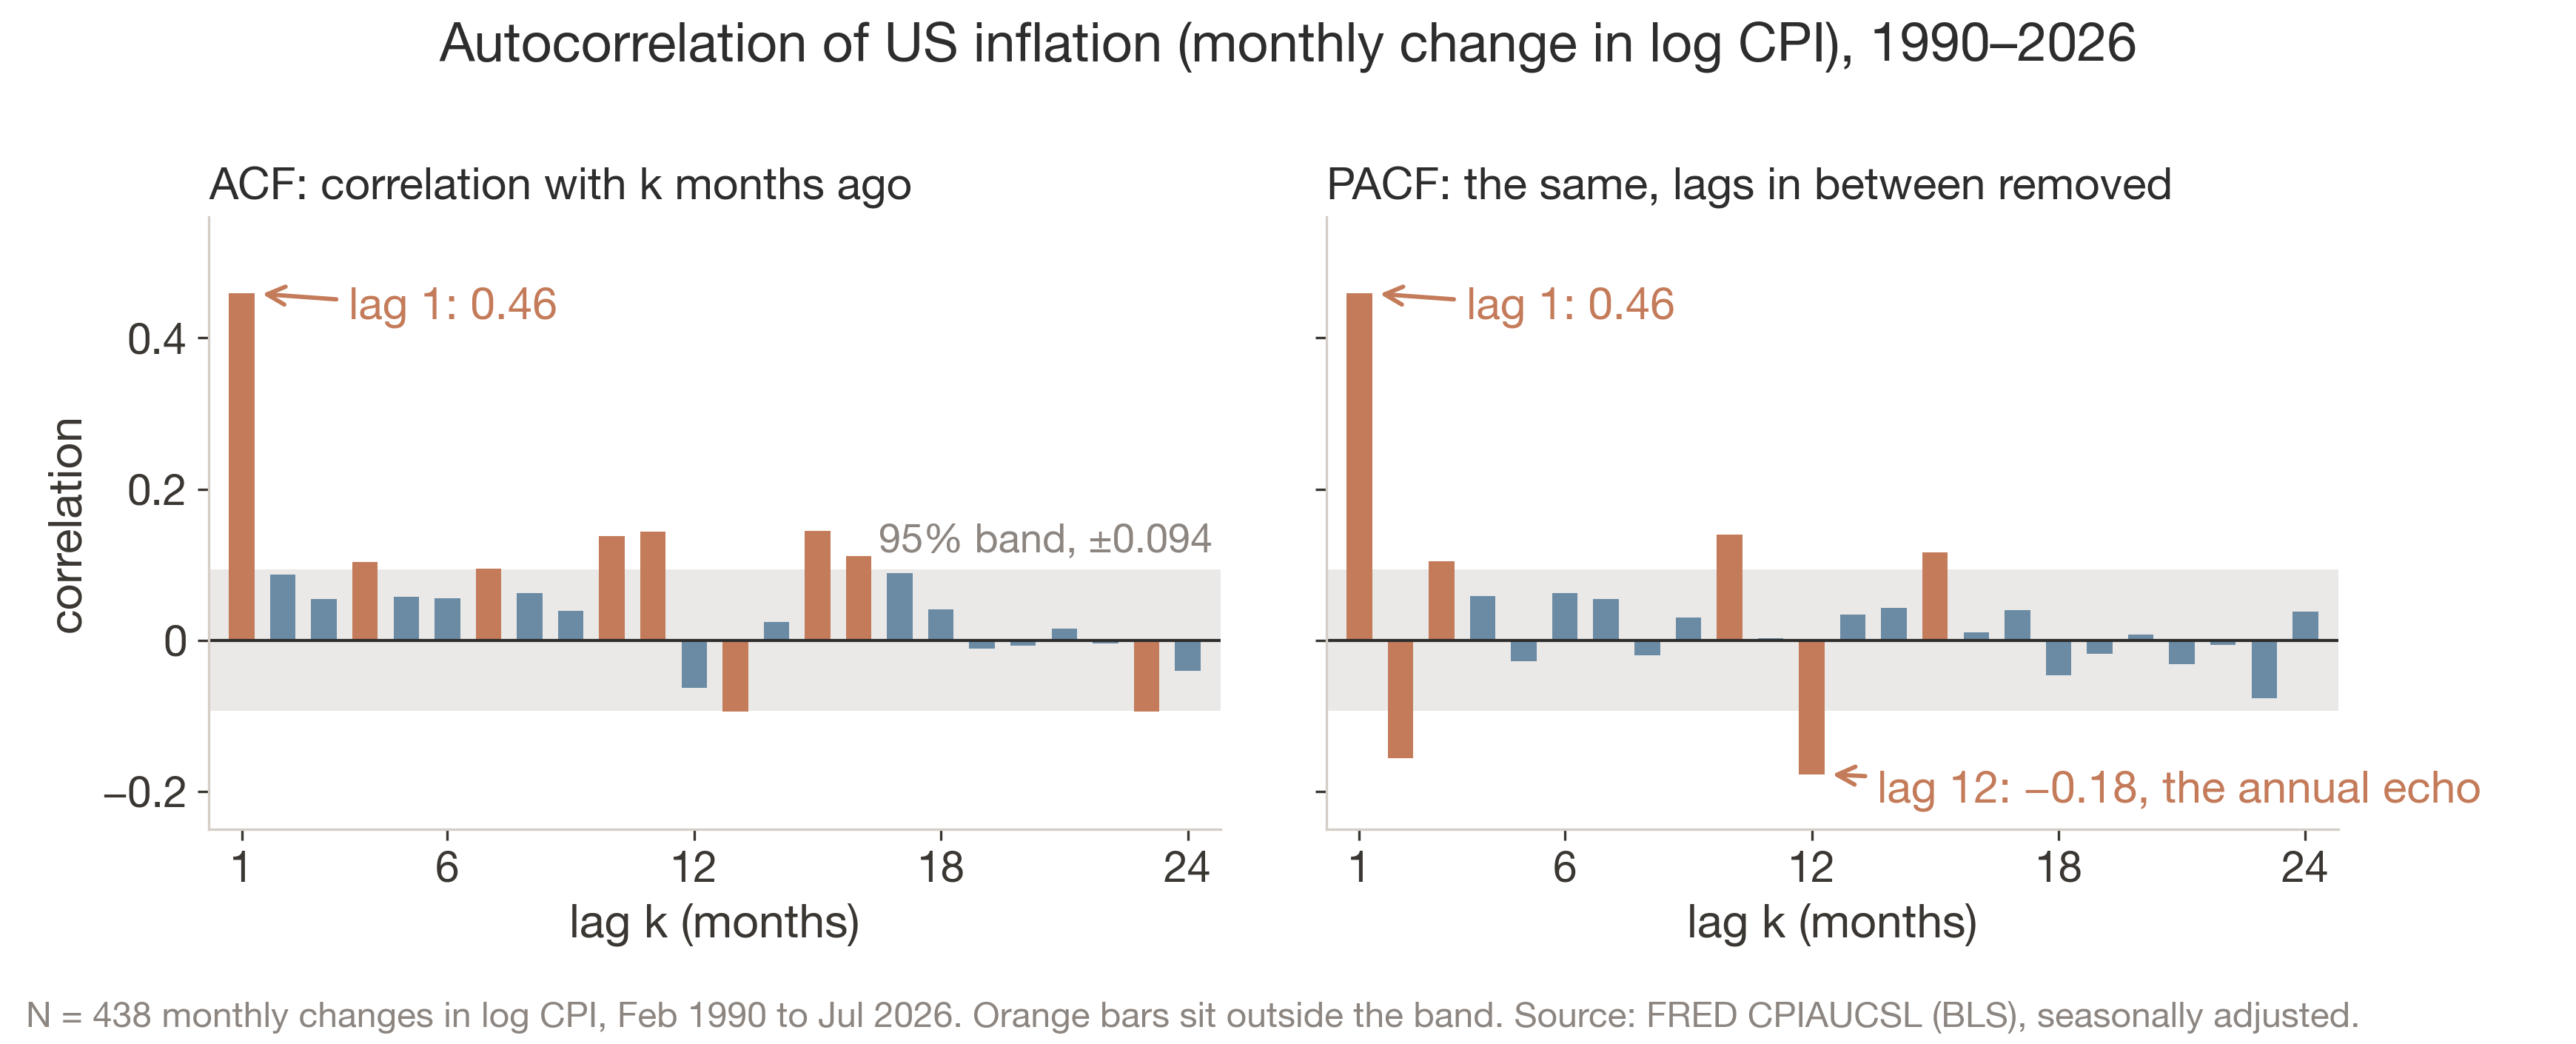 Autocorrelation of US inflation (monthly change in log CPI), 1990–2026
ACF: correlation with k months ago
correlation
0.4
0.2
0
−0.2
lag 1: 0.46
95% band, ±0.094
1 6 12 18 24
lag k (months)
PACF: the same, lags in between removed
lag 1: 0.46
lag 12: −0.18, the annual echo
1 6 12 18 24
lag k (months)
N = 438 monthly changes in log CPI, Feb 1990 to Jul 2026. Orange bars sit outside the band. Source: FRED CPIAUCSL (BLS), seasonally adjusted.